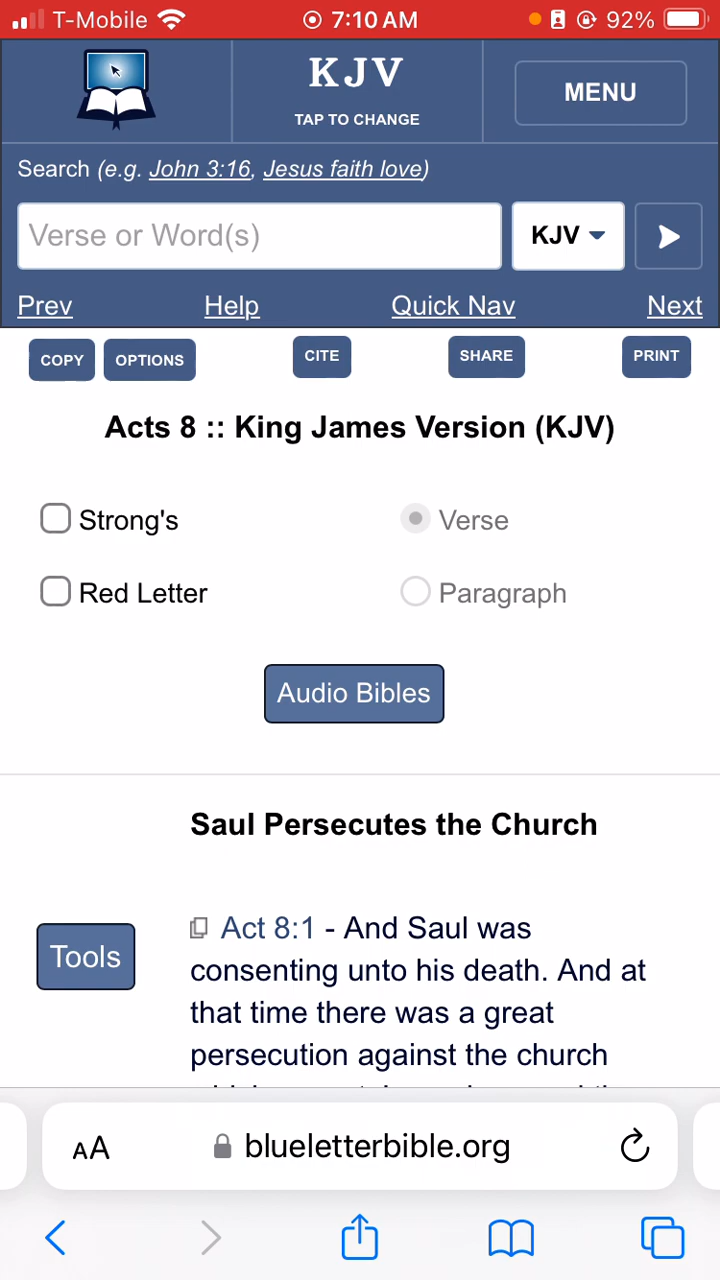 T-Mobile 7:10 AM 92%
KJV MENU
TAP TO CHANGE
Search (e.g. John 3:16, Jesus faith love)
Verse or Word(s) KJV
Prev Help Quick Nav Next
COPY OPTIONS CITE SHARE PRINT
Acts 8 :: King James Version (KJV)
Strong's Verse
Red Letter Paragraph
Audio Bibles
Saul Persecutes the Church
Tools
Act 8:1 - And Saul was
consenting unto his death. And at
that time there was a great
persecution against the church
AA blueletterbible.org